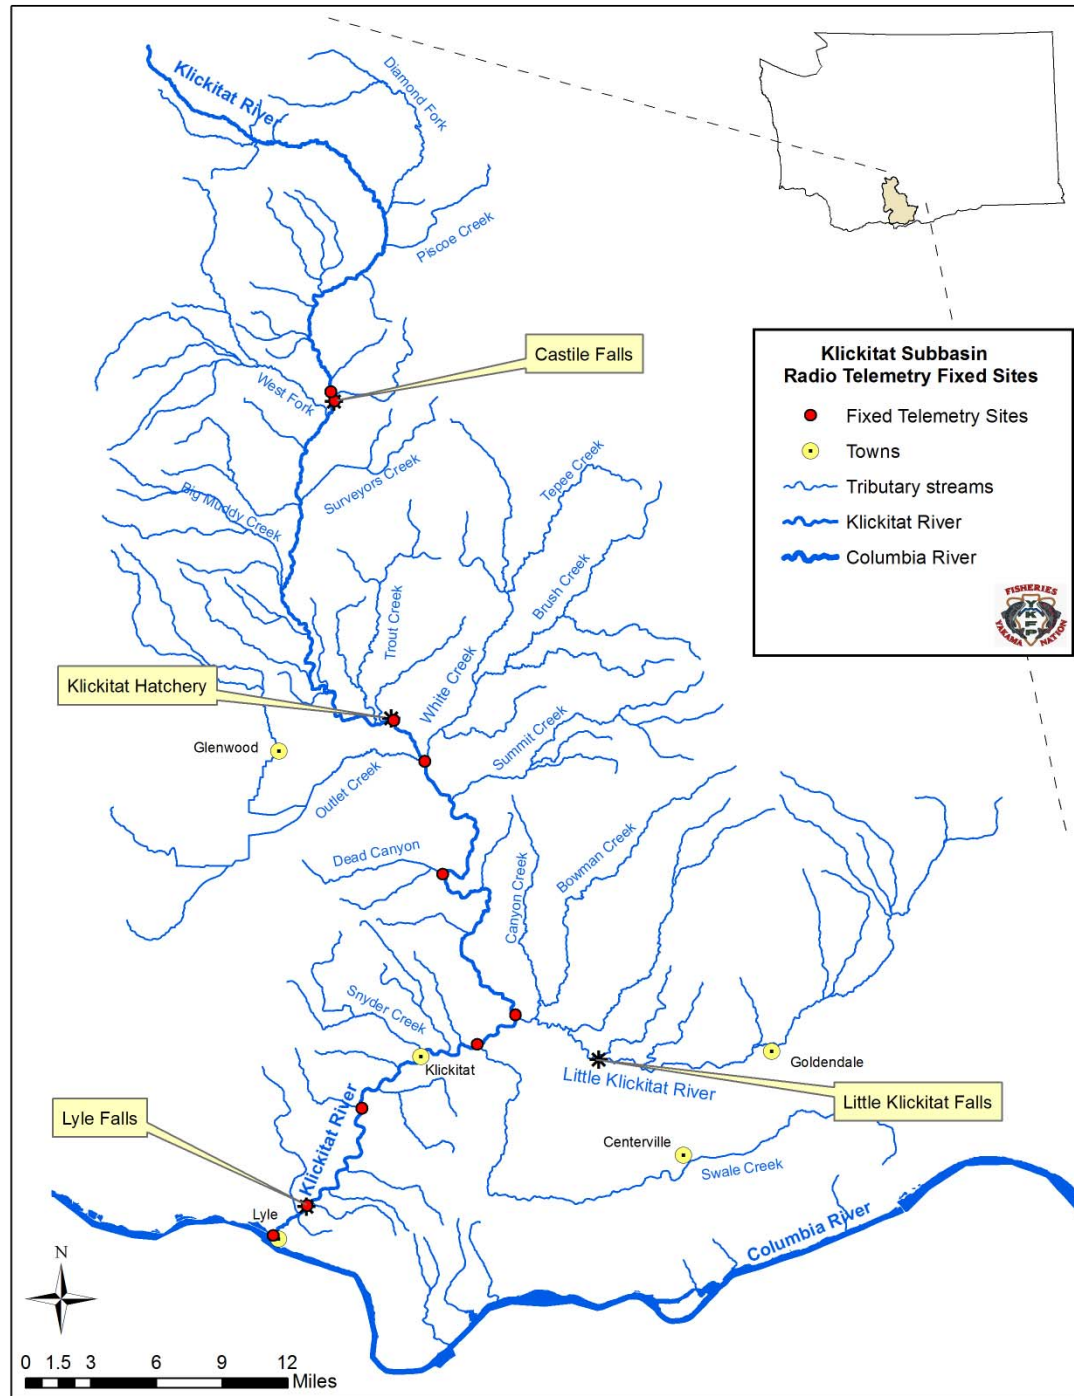 Klickitat River
Diamond Fork
Piscoe Creek
Castile Falls
West Fork
Klickitat Subbasin
Radio Telemetry Fixed Sites
Fixed Telemetry Sites
Towns
Tributary streams
Klickitat River
Columbia River
FISHERIES
YKFP
YAKAMA NATION
Surveyors Creek
Big Muddy Creek
Tepee Creek
Brush Creek
Trout Creek
White Creek
Klickitat Hatchery
Glenwood
Outlet Creek
Summit Creek
Dead Canyon
Canyon Creek
Bowman Creek
Snyder Creek
Klickitat
Little Klickitat River
Goldendale
Little Klickitat Falls
Klickitat River
Lyle Falls
Centerville
Swale Creek
Lyle
Columbia River
N
0 1.5 3 6 9 12
Miles